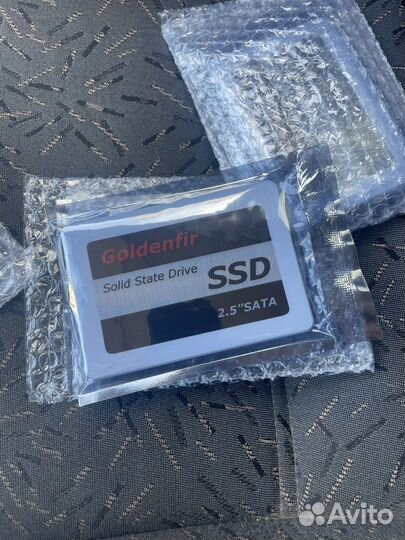 Goldenfir
Solid State Drive
SSD
2.5"SATA
Avito